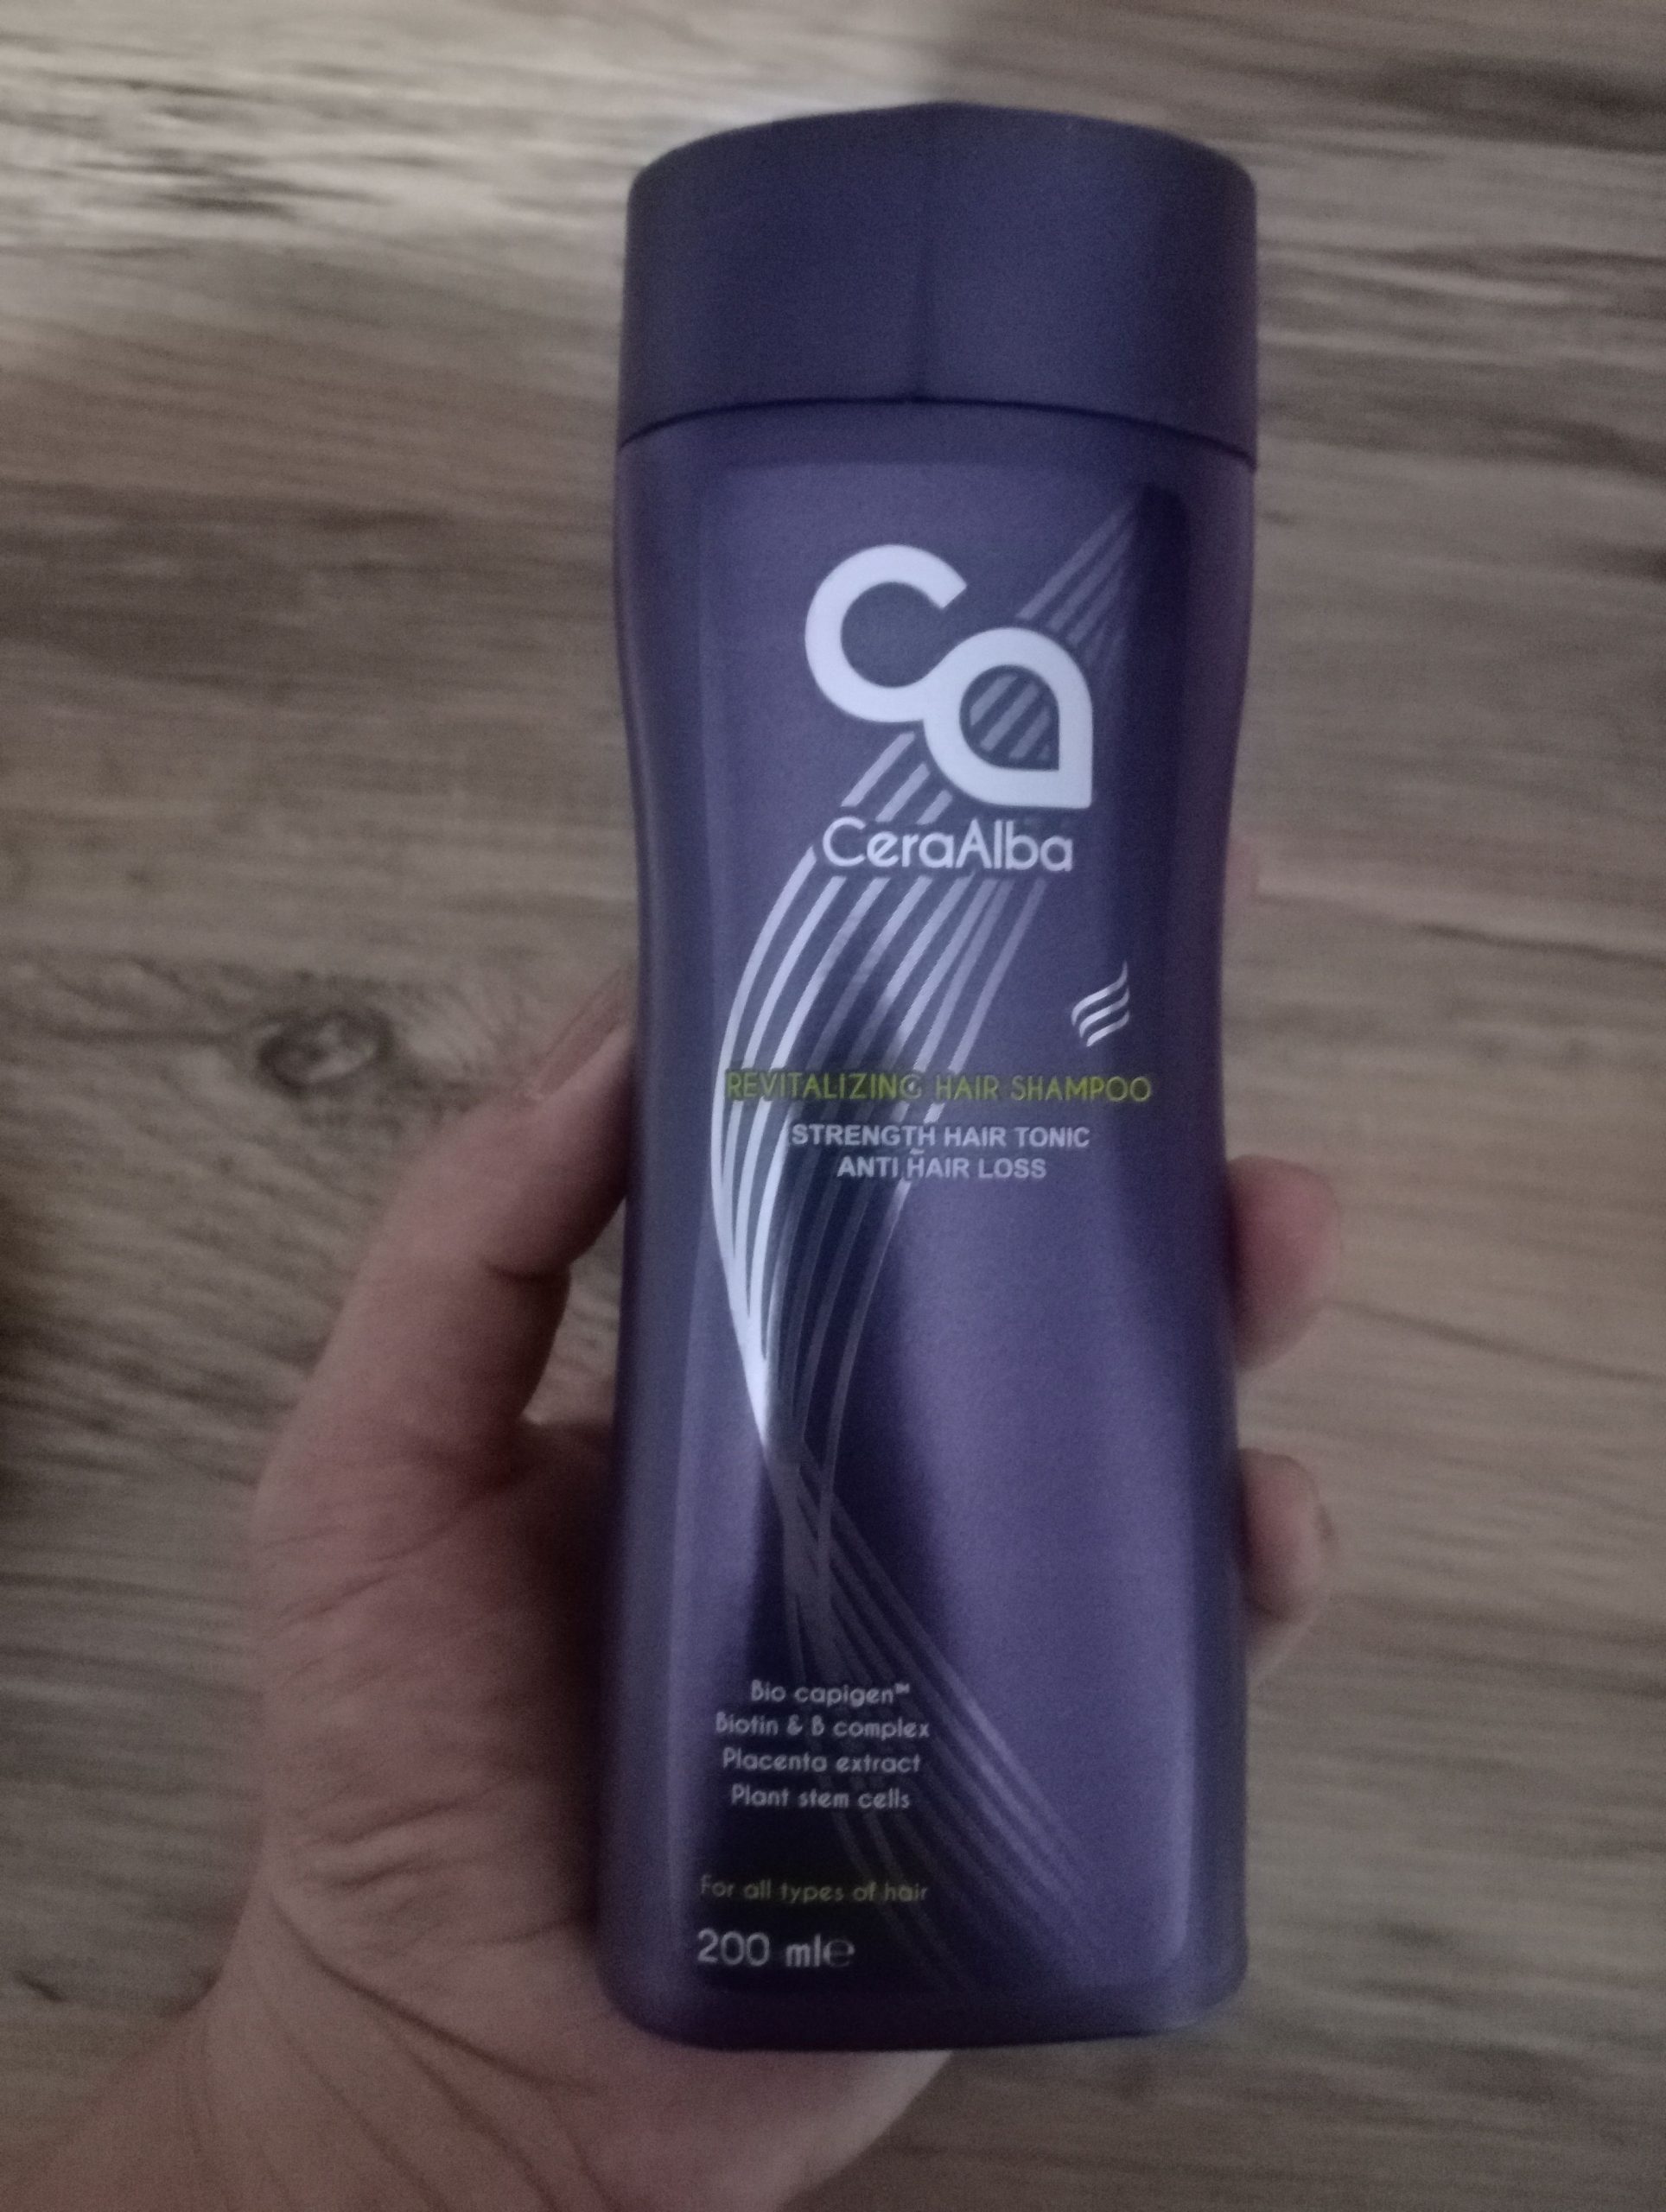 Ca
CeraAlba
REVITALIZING HAIR SHAMPOO
STRENGTH HAIR TONIC
ANTI HAIR LOSS
Bio capigen™
Biotin & B complex
Placenta extract
Plant stem cells
For all types of hair
200 ml℮